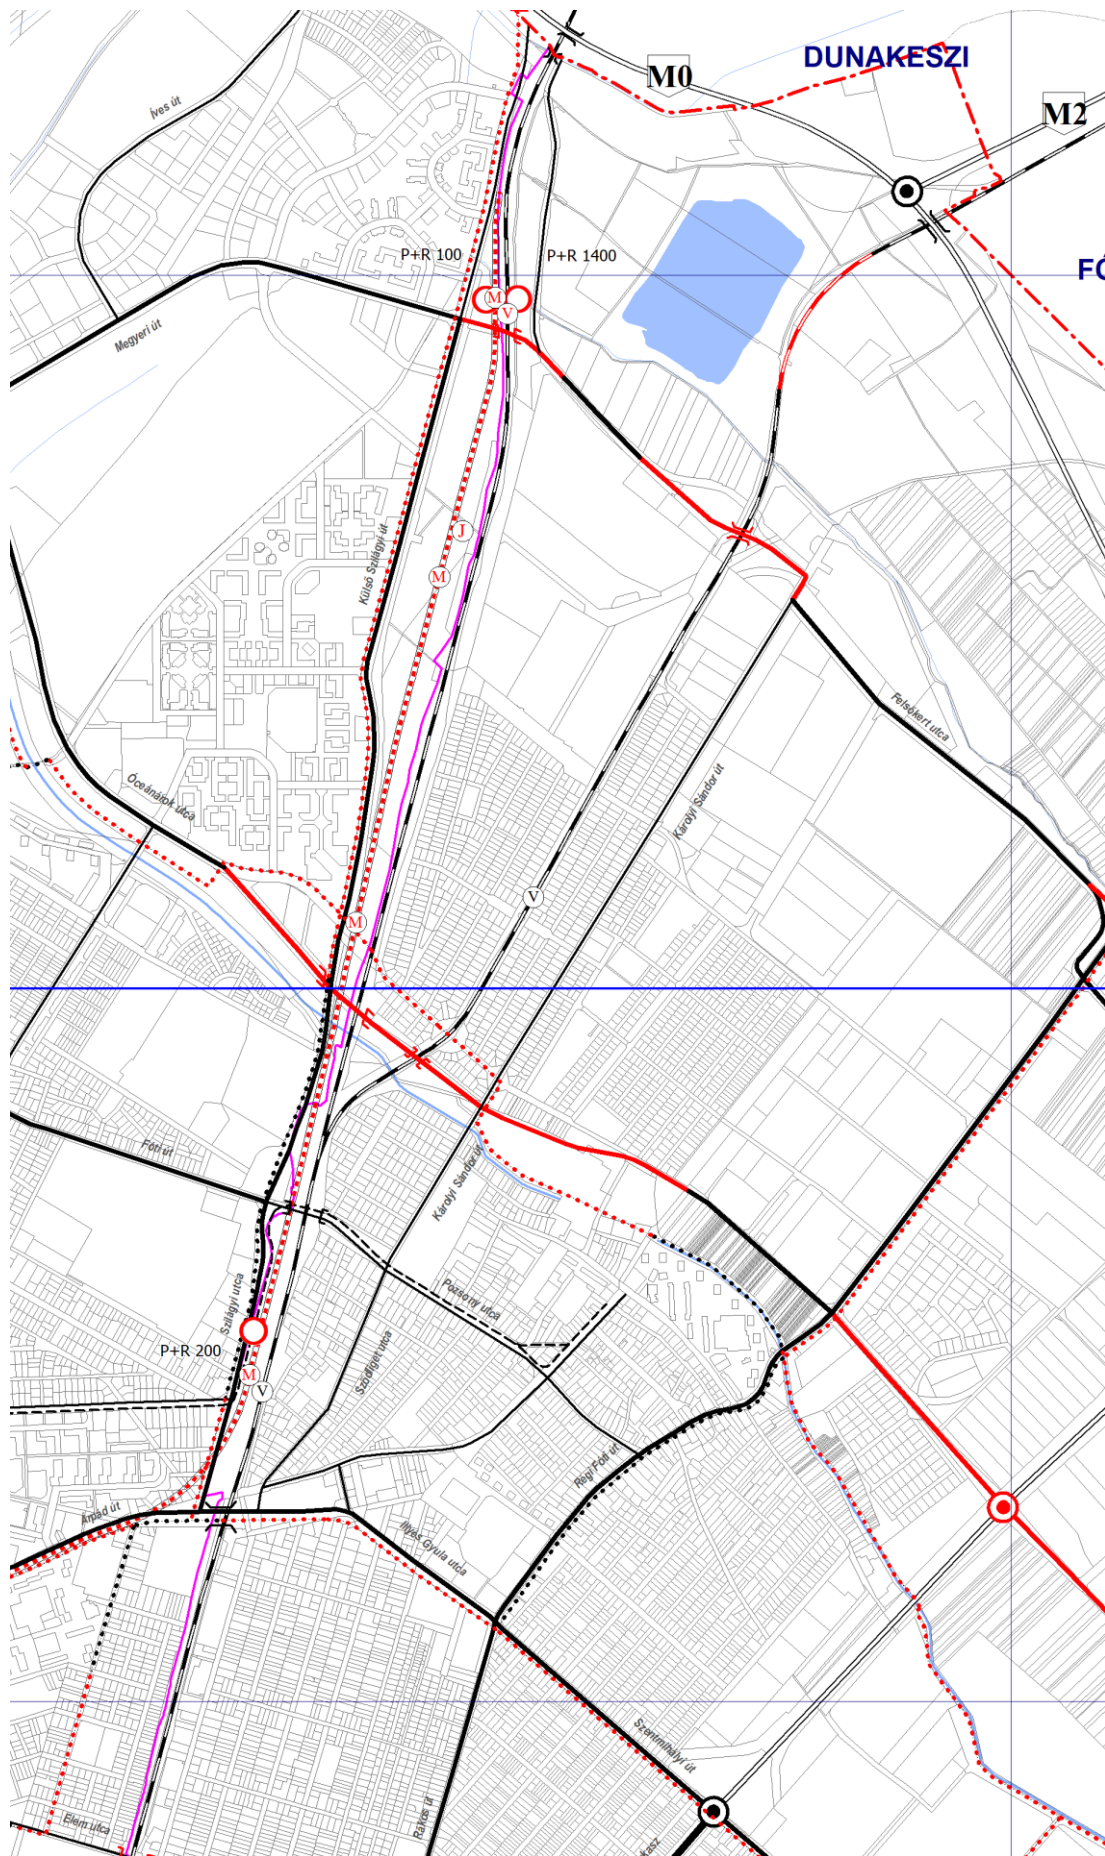 DUNAKESZI
M0
M2
Íves út
P+R 100
P+R 1400
M
V
Megyeri út
J
M
Külső Szilágyi út
Felsőkert utca
Óceánárok utca
Károlyi Sándor út
V
M
Fóti út
Károlyi Sándor út
Szilágyi utca
Pozsony utca
P+R 200
M
V
Sződliget utca
Régi Fóti út
Árpád út
Illyés Gyula utca
Szentmihályi út
Elem utca
Rákos út